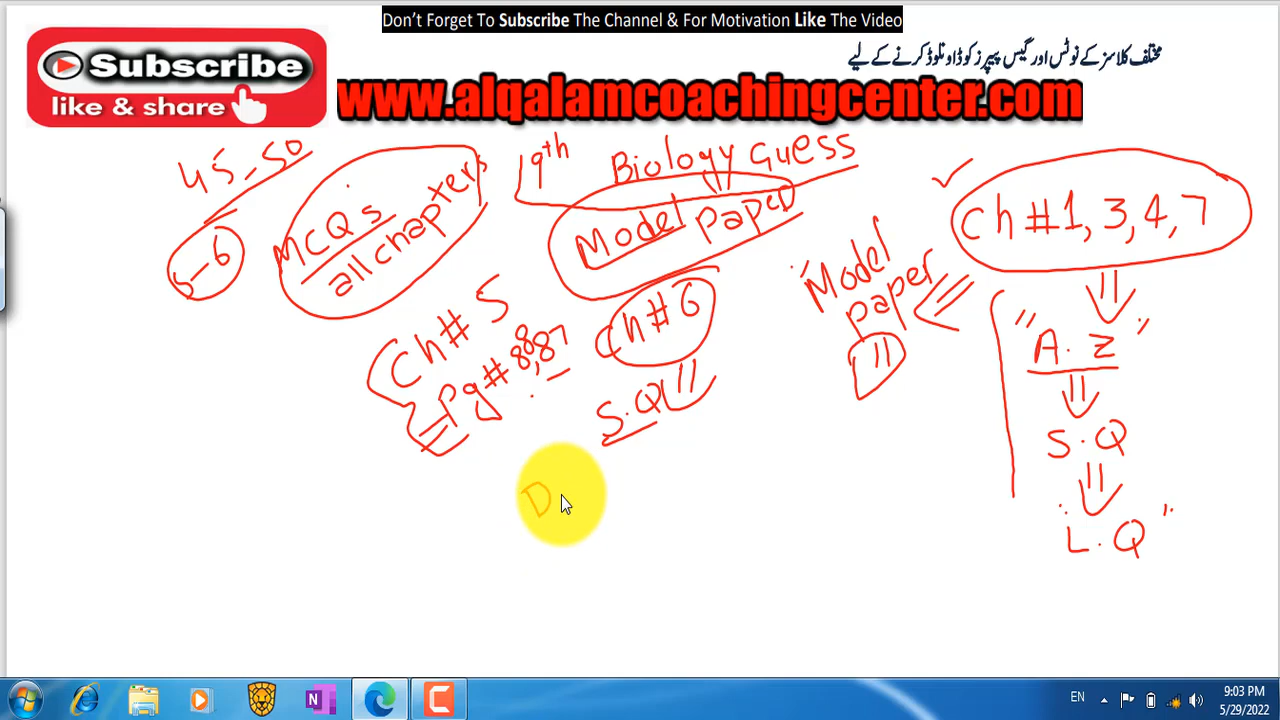 Don't Forget To Subscribe The Channel & For Motivation Like The Video
مختلف کلاسز کے نوٹس اور گیس پیپرز کو ڈاونلوڈ کرنے کے لیے
Subscribe
like & share
www.alqalamcoachingcenter.com
9th Biology Guess
Model paper
45-50
5-6
MCQs
all chapters
Ch # 5
Pg # 88,87
Ch # 6
S.Q
Model
paper
Ch # 1, 3, 4, 7
"A. Z"
S.Q
L.Q
D
EN
9:03 PM
5/29/2022